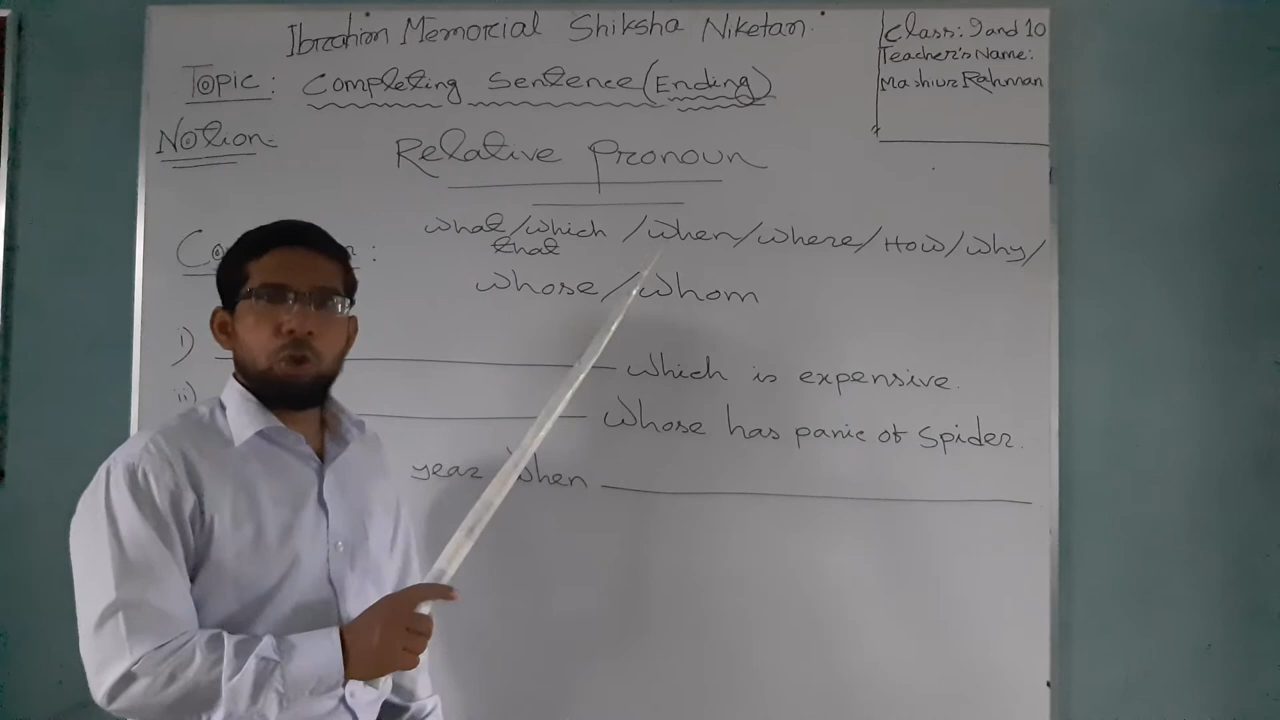 Ibrahim Memorial Shiksha Niketan.
Class: 9 and 10
Teacher's Name:
Mashiur Rahman
Topic: Completing Sentence (Ending)
Notion:
Relative Pronoun
what/which/when/where/How/why/
that
whose/whom
i) which is expensive.
ii) whose has panic of spider.
year when